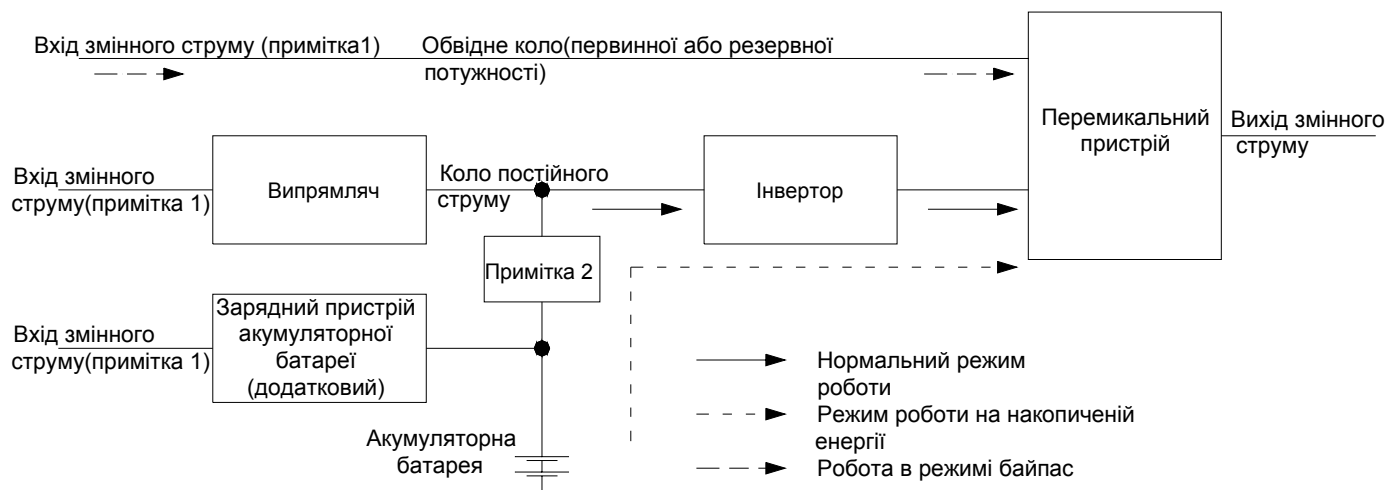 Вхід змінного струму (примітка1)
Обвідне коло(первинної або резервної
потужності)
Перемикальний
пристрій
Вихід змінного
струму
Вхід змінного
струму(примітка 1)
Випрямляч
Коло постійного
струму
Інвертор
Примітка 2
Вхід змінного
струму(примітка 1)
Зарядний пристрій
акумуляторної
батареї
(додатковий)
Акумуляторна
батарея
Нормальний режим
роботи
Режим роботи на накопиченій
енергії
Робота в режимі байпас